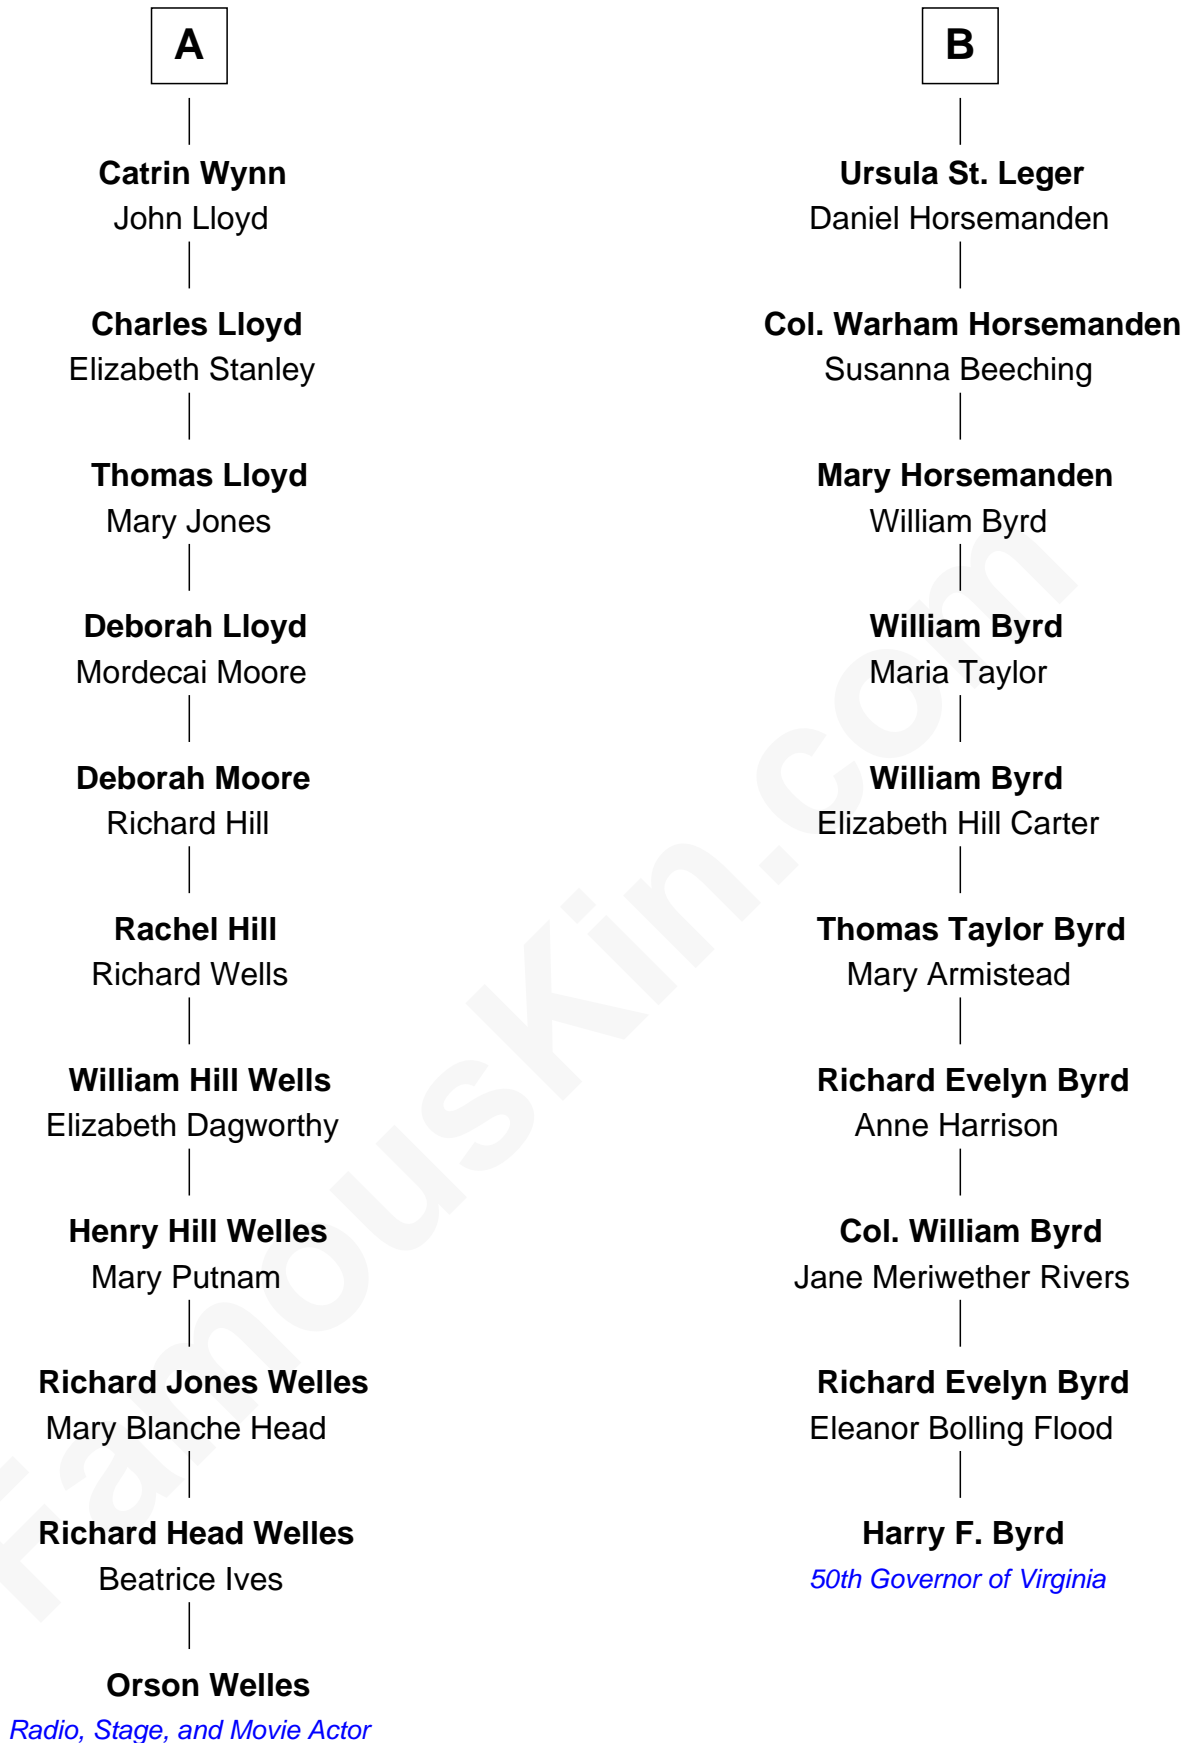 A
Catrin Wynn
John Lloyd
Charles Lloyd
Elizabeth Stanley
Thomas Lloyd
Mary Jones
Deborah Lloyd
Mordecai Moore
Deborah Moore
Richard Hill
Rachel Hill
Richard Wells
William Hill Wells
Elizabeth Dagworthy
Henry Hill Welles
Mary Putnam
Richard Jones Welles
Mary Blanche Head
Richard Head Welles
Beatrice Ives
Orson Welles
Radio, Stage, and Movie Actor
B
Ursula St. Leger
Daniel Horsemanden
Col. Warham Horsemanden
Susanna Beeching
Mary Horsemanden
William Byrd
William Byrd
Maria Taylor
William Byrd
Elizabeth Hill Carter
Thomas Taylor Byrd
Mary Armistead
Richard Evelyn Byrd
Anne Harrison
Col. William Byrd
Jane Meriwether Rivers
Richard Evelyn Byrd
Eleanor Bolling Flood
Harry F. Byrd
50th Governor of Virginia
FamousKin.com